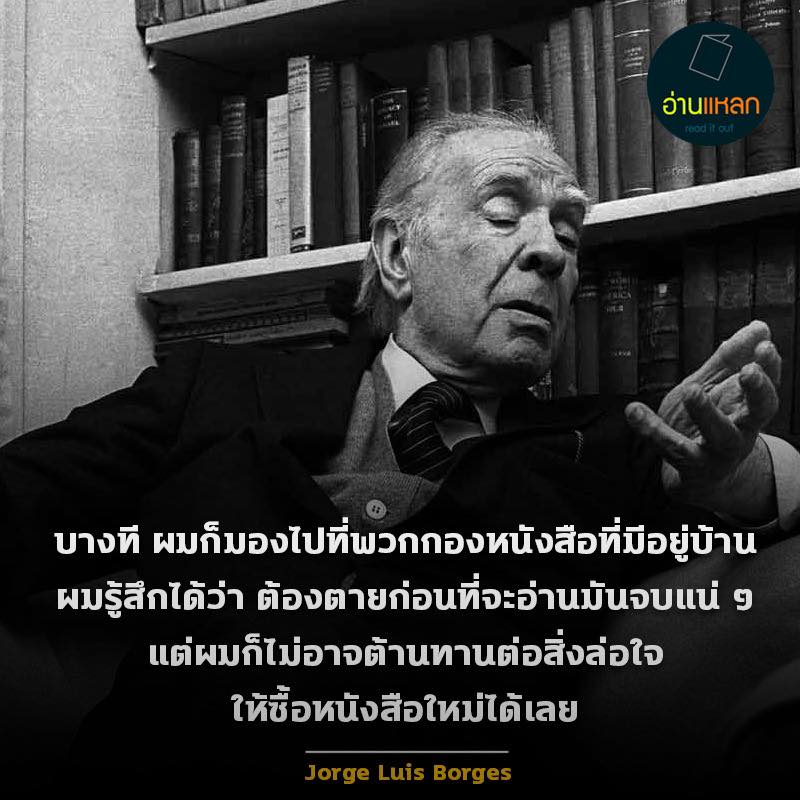 อ่านแหลก
read it out
บางที ผมก็มองไปที่พวกกองหนังสือที่มีอยู่บ้าน
ผมรู้สึกได้ว่า ต้องตายก่อนที่จะอ่านมันจบแน่ ๆ
แต่ผมก็ไม่อาจต้านทานต่อสิ่งล่อใจ
ให้ซื้อหนังสือใหม่ได้เลย
Jorge Luis Borges